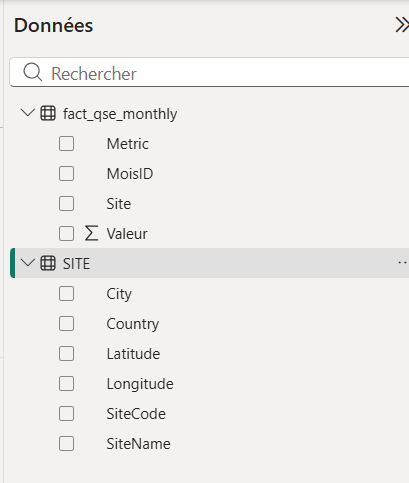 Données
Rechercher
fact_qse_monthly
Metric
MoisID
Site
Σ Valeur
SITE
City
Country
Latitude
Longitude
SiteCode
SiteName